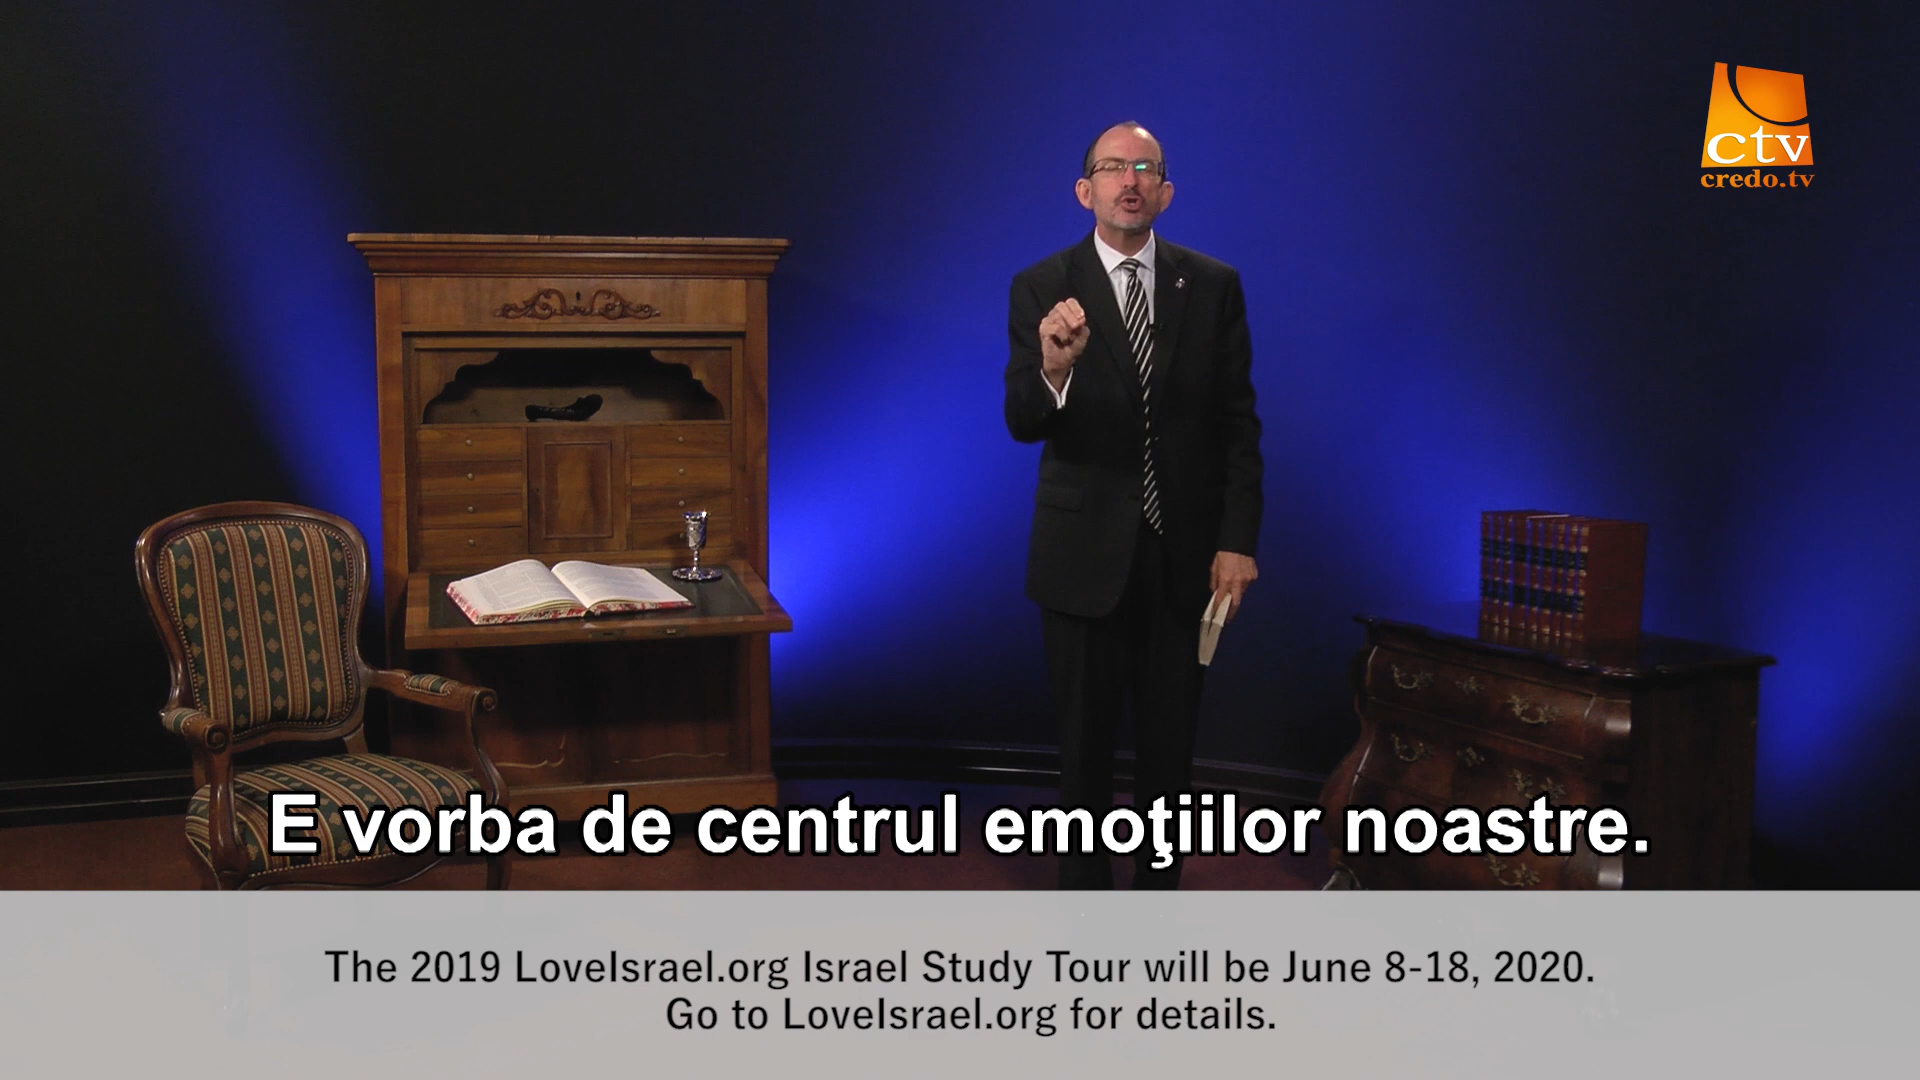 ctv
credo.tv
E vorba de centrul emoţiilor noastre.
The 2019 LoveIsrael.org Israel Study Tour will be June 8-18, 2020.
Go to LoveIsrael.org for details.